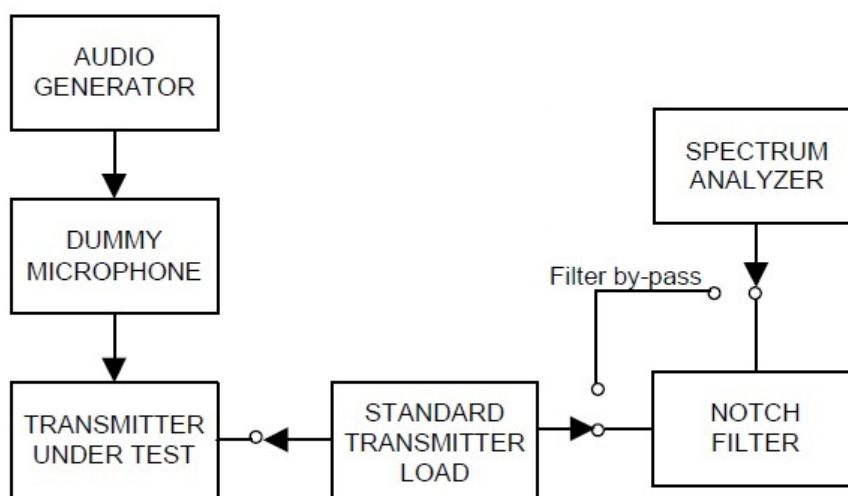 AUDIO
GENERATOR
DUMMY
MICROPHONE
TRANSMITTER
UNDER TEST
STANDARD
TRANSMITTER
LOAD
Filter by-pass
SPECTRUM
ANALYZER
NOTCH
FILTER